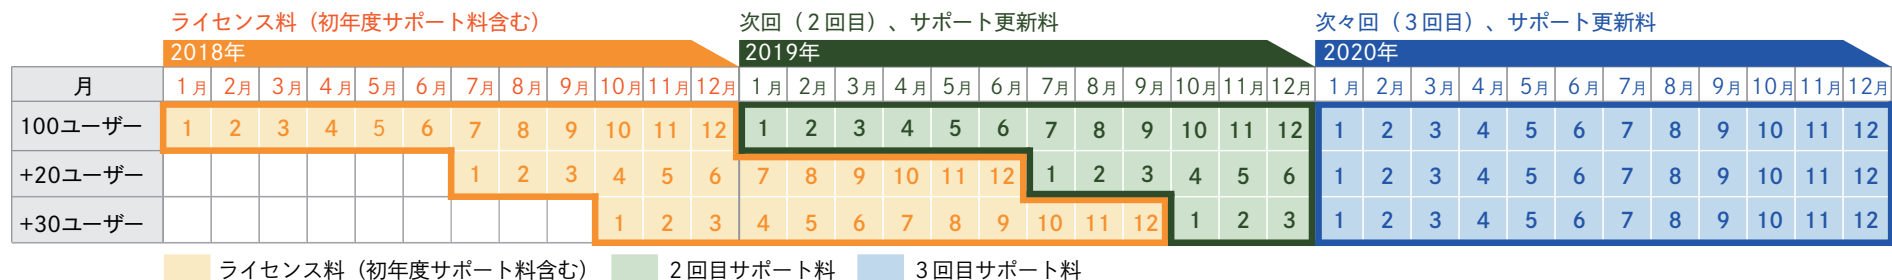 ライセンス料（初年度サポート料含む） 次回（２回目）、サポート更新料 次々回（３回目）、サポート更新料
2018年 2019年 2020年
月 1月 2月 3月 4月 5月 6月 7月 8月 9月 10月 11月 12月 1月 2月 3月 4月 5月 6月 7月 8月 9月 10月 11月 12月 1月 2月 3月 4月 5月 6月 7月 8月 9月 10月 11月 12月
100ユーザー 1 2 3 4 5 6 7 8 9 10 11 12 1 2 3 4 5 6 7 8 9 10 11 12 1 2 3 4 5 6 7 8 9 10 11 12
+20ユーザー 1 2 3 4 5 6 7 8 9 10 11 12 1 2 3 4 5 6 1 2 3 4 5 6 7 8 9 10 11 12
+30ユーザー 1 2 3 4 5 6 7 8 9 10 11 12 1 2 3 1 2 3 4 5 6 7 8 9 10 11 12
ライセンス料（初年度サポート料含む） ２回目サポート料 ３回目サポート料